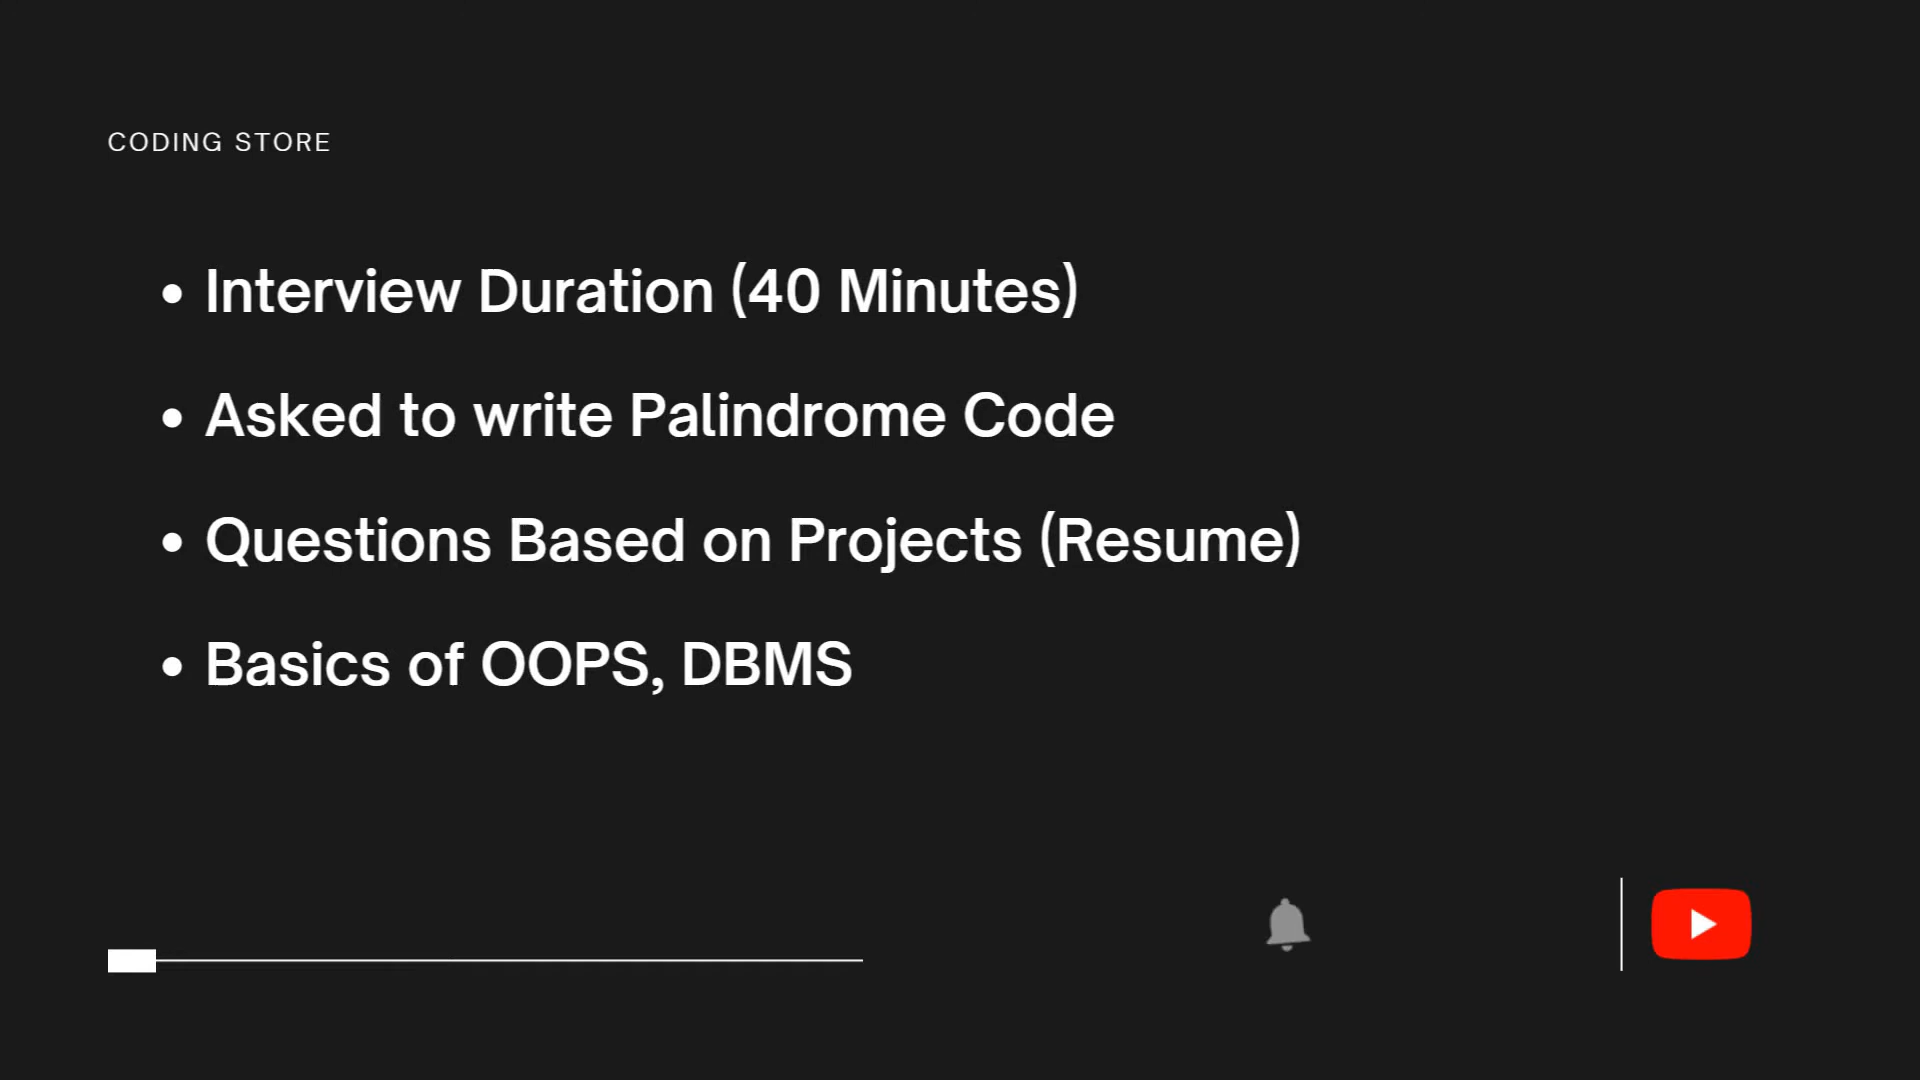 CODING STORE
• Interview Duration (40 Minutes)
• Asked to write Palindrome Code
• Questions Based on Projects (Resume)
• Basics of OOPS, DBMS